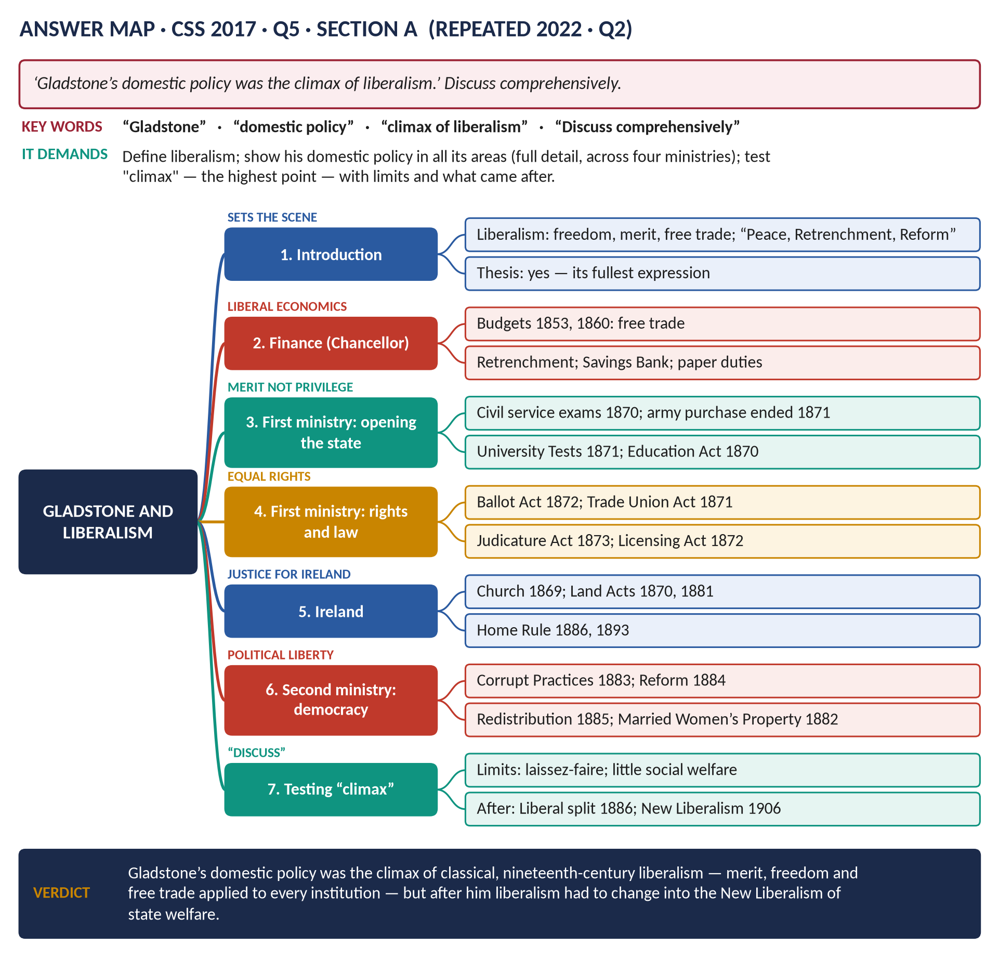 ANSWER MAP · CSS 2017 · Q5 · SECTION A (REPEATED 2022 · Q2)
‘Gladstone’s domestic policy was the climax of liberalism.’ Discuss comprehensively.
KEY WORDS “Gladstone” · “domestic policy” · “climax of liberalism” · “Discuss comprehensively”
IT DEMANDS Define liberalism; show his domestic policy in all its areas (full detail, across four ministries); test
"climax" — the highest point — with limits and what came after.
GLADSTONE AND
LIBERALISM
SETS THE SCENE
1. Introduction
Liberalism: freedom, merit, free trade; “Peace, Retrenchment, Reform”
Thesis: yes — its fullest expression
LIBERAL ECONOMICS
2. Finance (Chancellor)
Budgets 1853, 1860: free trade
Retrenchment; Savings Bank; paper duties
MERIT NOT PRIVILEGE
3. First ministry: opening
the state
Civil service exams 1870; army purchase ended 1871
University Tests 1871; Education Act 1870
EQUAL RIGHTS
4. First ministry: rights
and law
Ballot Act 1872; Trade Union Act 1871
Judicature Act 1873; Licensing Act 1872
JUSTICE FOR IRELAND
5. Ireland
Church 1869; Land Acts 1870, 1881
Home Rule 1886, 1893
POLITICAL LIBERTY
6. Second ministry:
democracy
Corrupt Practices 1883; Reform 1884
Redistribution 1885; Married Women’s Property 1882
“DISCUSS”
7. Testing “climax”
Limits: laissez-faire; little social welfare
After: Liberal split 1886; New Liberalism 1906
VERDICT
Gladstone’s domestic policy was the climax of classical, nineteenth-century liberalism — merit, freedom and
free trade applied to every institution — but after him liberalism had to change into the New Liberalism of
state welfare.